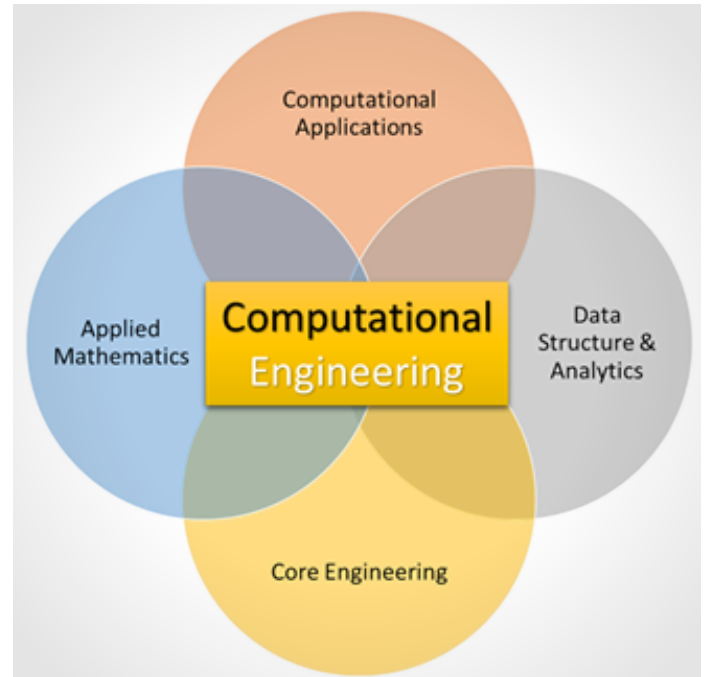 Computational
Applications
Applied
Mathematics
Computational
Engineering
Data
Structure &
Analytics
Core Engineering